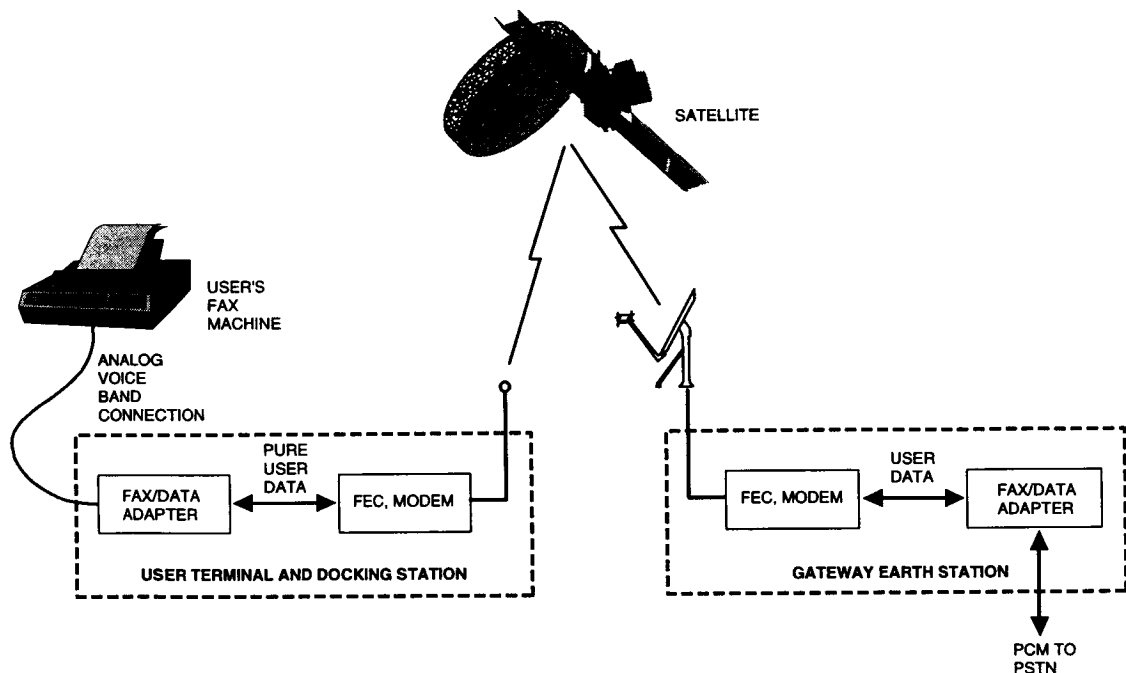 SATELLITE
USER'S
FAX
MACHINE
ANALOG
VOICE
BAND
CONNECTION
PURE
USER
DATA
FAX/DATA
ADAPTER
FEC, MODEM
USER TERMINAL AND DOCKING STATION
USER
DATA
FEC, MODEM
FAX/DATA
ADAPTER
GATEWAY EARTH STATION
PCM TO
PSTN